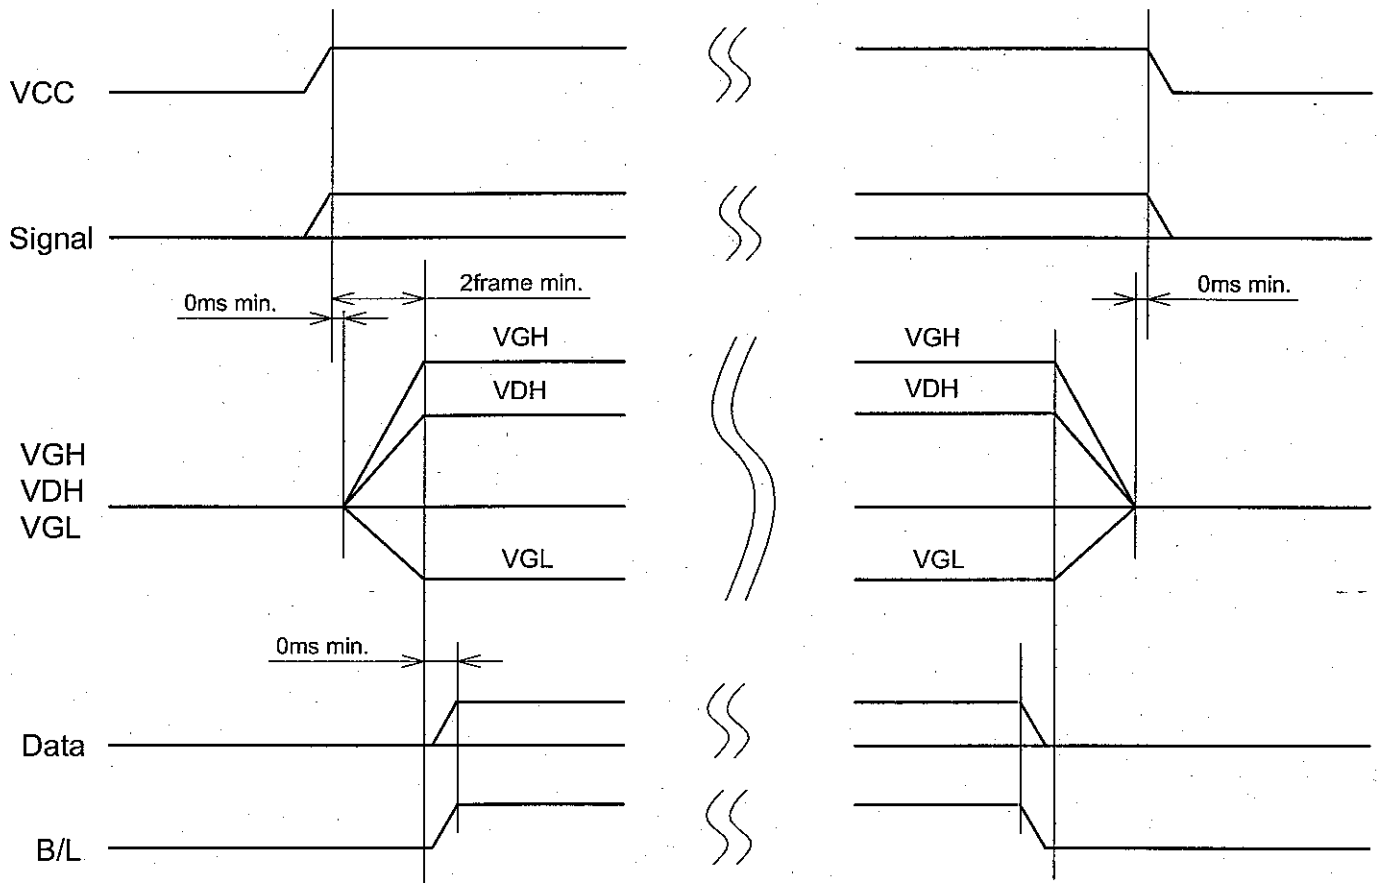 VCC
Signal
2frame min.
0ms min.
0ms min.
VGH
VGH
VDH
VDH
VGH
VDH
VGL
VGL
VGL
0ms min.
Data
B/L